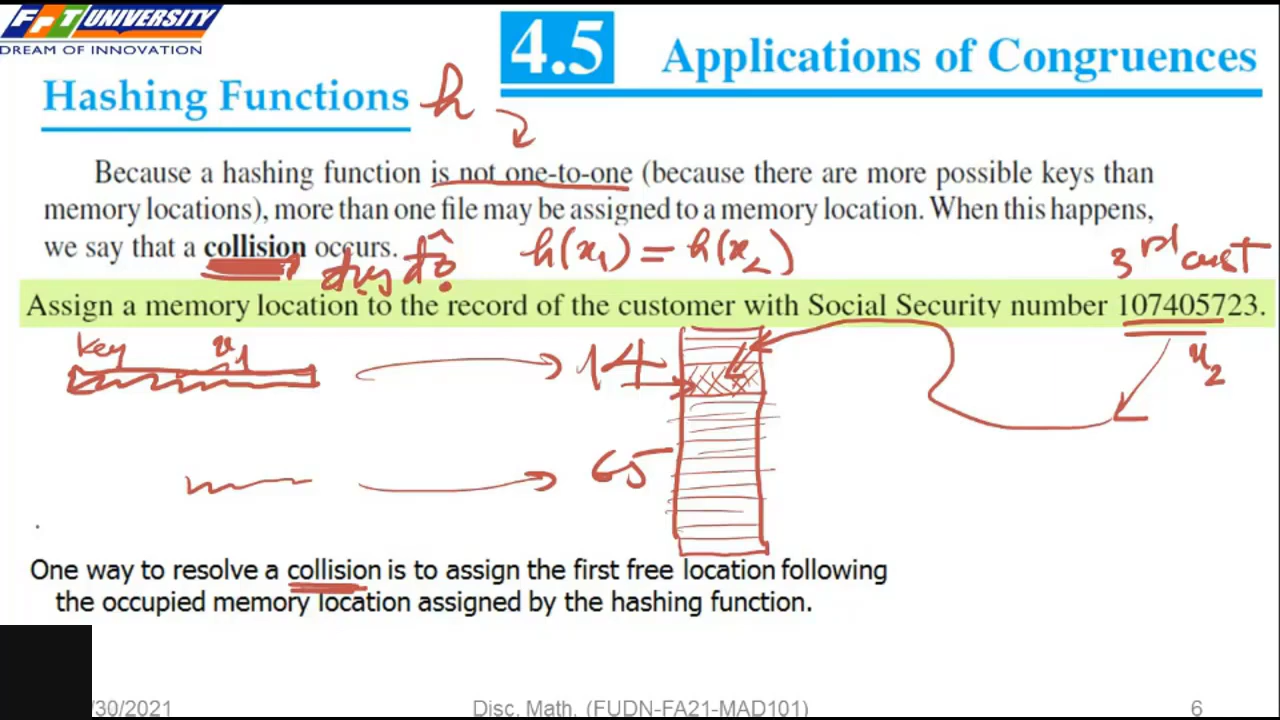 FPT UNIVERSITY
DREAM OF INNOVATION
4.5 Applications of Congruences
Hashing Functions h
Because a hashing function is not one-to-one (because there are more possible keys than
memory locations), more than one file may be assigned to a memory location. When this happens,
we say that a collision occurs.
đụng độ h(x1) = h(x2) 3rd cust
Assign a memory location to the record of the customer with Social Security number 107405723.
key x1 14 x2
65
One way to resolve a collision is to assign the first free location following
the occupied memory location assigned by the hashing function.
/30/2021 Disc. Math. (FUDN-FA21-MAD101) 6